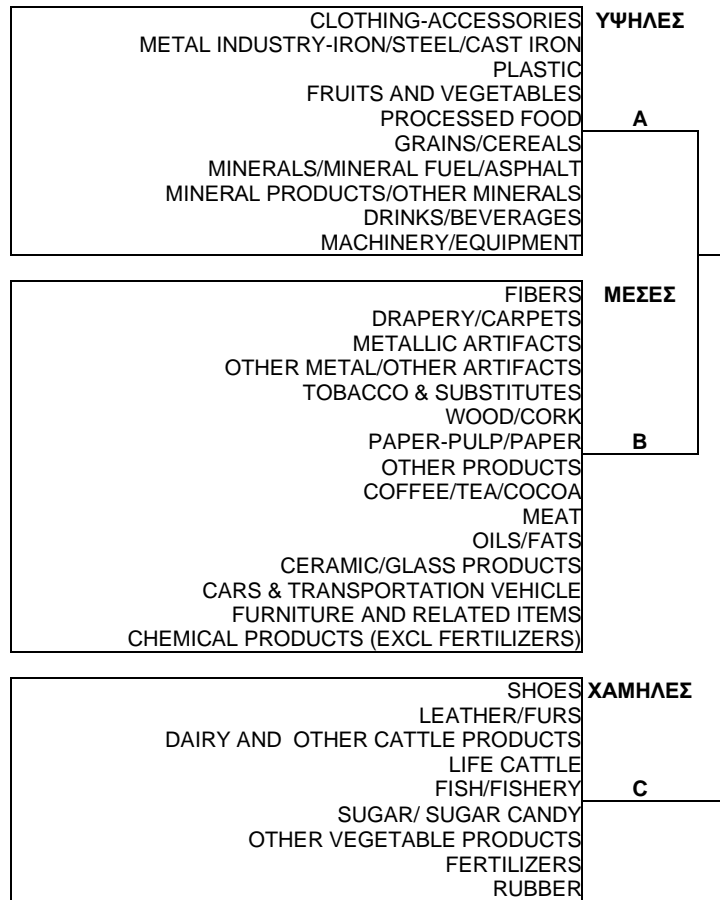 CLOTHING-ACCESSORIES ΥΨΗΛΕΣ
METAL INDUSTRY-IRON/STEEL/CAST IRON
PLASTIC
FRUITS AND VEGETABLES
PROCESSED FOOD A
GRAINS/CEREALS
MINERALS/MINERAL FUEL/ASPHALT
MINERAL PRODUCTS/OTHER MINERALS
DRINKS/BEVERAGES
MACHINERY/EQUIPMENT
FIBERS ΜΕΣΕΣ
DRAPERY/CARPETS
METALLIC ARTIFACTS
OTHER METAL/OTHER ARTIFACTS
TOBACCO & SUBSTITUTES
WOOD/CORK
PAPER-PULP/PAPER B
OTHER PRODUCTS
COFFEE/TEA/COCOA
MEAT
OILS/FATS
CERAMIC/GLASS PRODUCTS
CARS & TRANSPORTATION VEHICLE
FURNITURE AND RELATED ITEMS
CHEMICAL PRODUCTS (EXCL FERTILIZERS)
SHOES ΧΑΜΗΛΕΣ
LEATHER/FURS
DAIRY AND OTHER CATTLE PRODUCTS
LIFE CATTLE
FISH/FISHERY C
SUGAR/ SUGAR CANDY
OTHER VEGETABLE PRODUCTS
FERTILIZERS
RUBBER